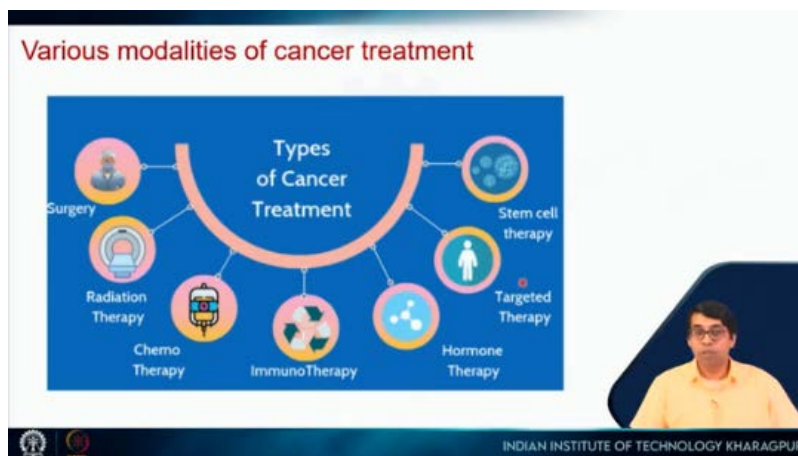 Various modalities of cancer treatment
Types
of Cancer
Treatment
Surgery
Radiation
Therapy
Chemo
Therapy
ImmunoTherapy
Hormone
Therapy
Targeted
Therapy
Stem cell
therapy
INDIAN INSTITUTE OF TECHNOLOGY KHARAGPUR